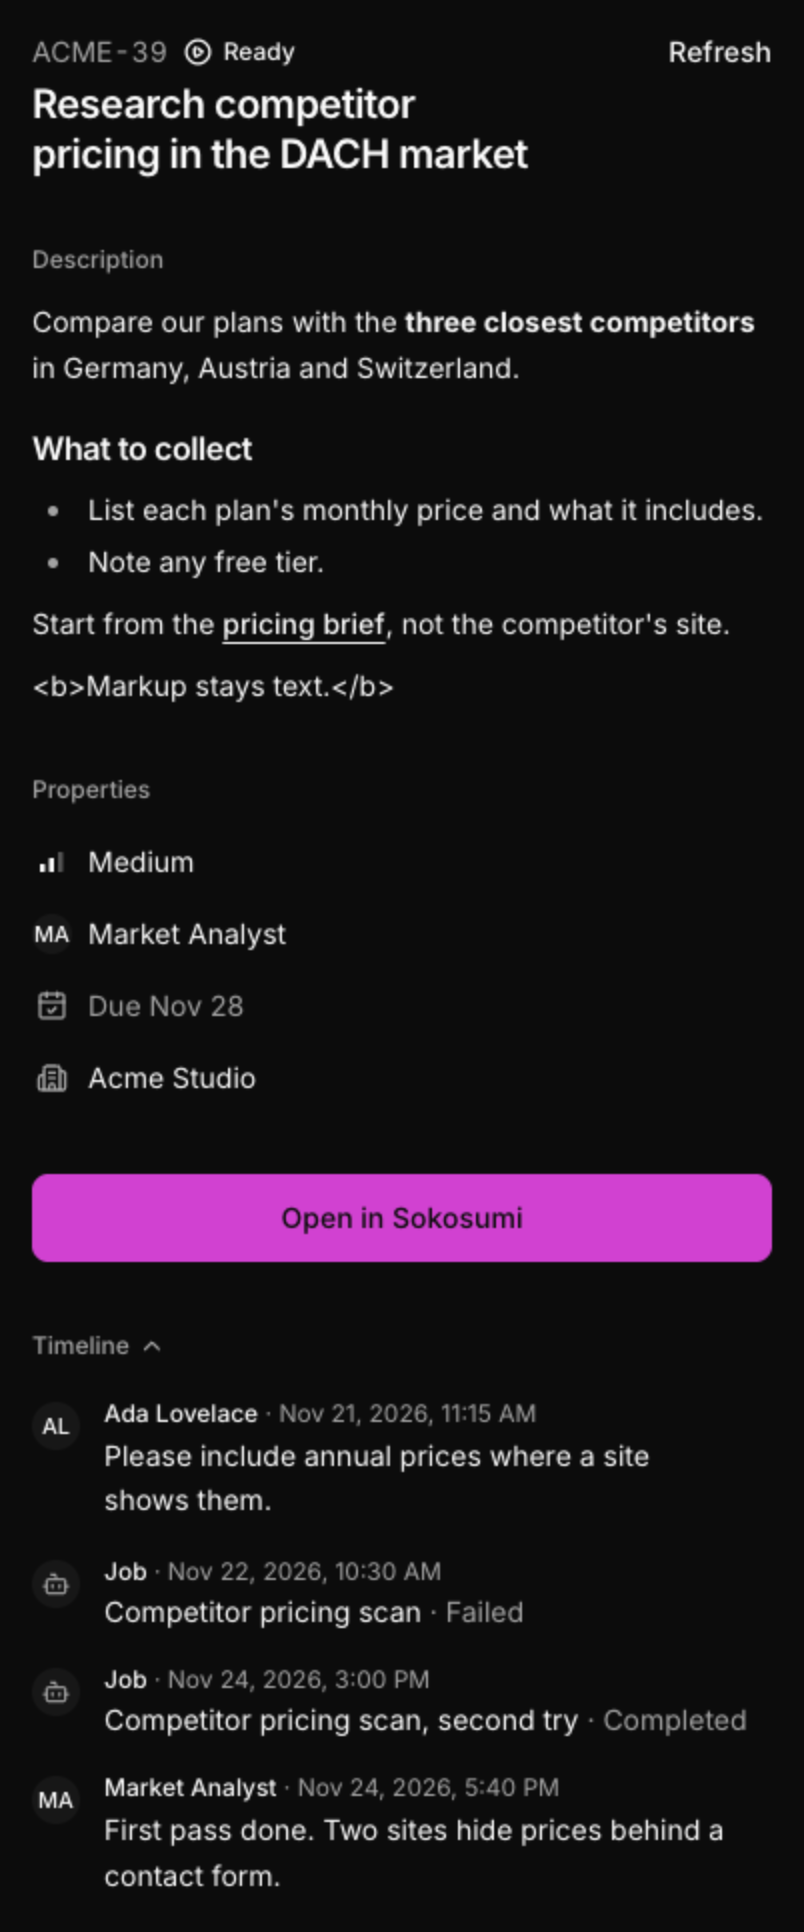 ACME-39 Ready Refresh
Research competitor
pricing in the DACH market
Description
Compare our plans with the three closest competitors
in Germany, Austria and Switzerland.
What to collect
• List each plan's monthly price and what it includes.
• Note any free tier.
Start from the pricing brief, not the competitor's site.
<b>Markup stays text.</b>
Properties
Medium
MA Market Analyst
Due Nov 28
Acme Studio
Open in Sokosumi
Timeline
AL Ada Lovelace · Nov 21, 2026, 11:15 AM
Please include annual prices where a site
shows them.
Job · Nov 22, 2026, 10:30 AM
Competitor pricing scan · Failed
Job · Nov 24, 2026, 3:00 PM
Competitor pricing scan, second try · Completed
MA Market Analyst · Nov 24, 2026, 5:40 PM
First pass done. Two sites hide prices behind a
contact form.